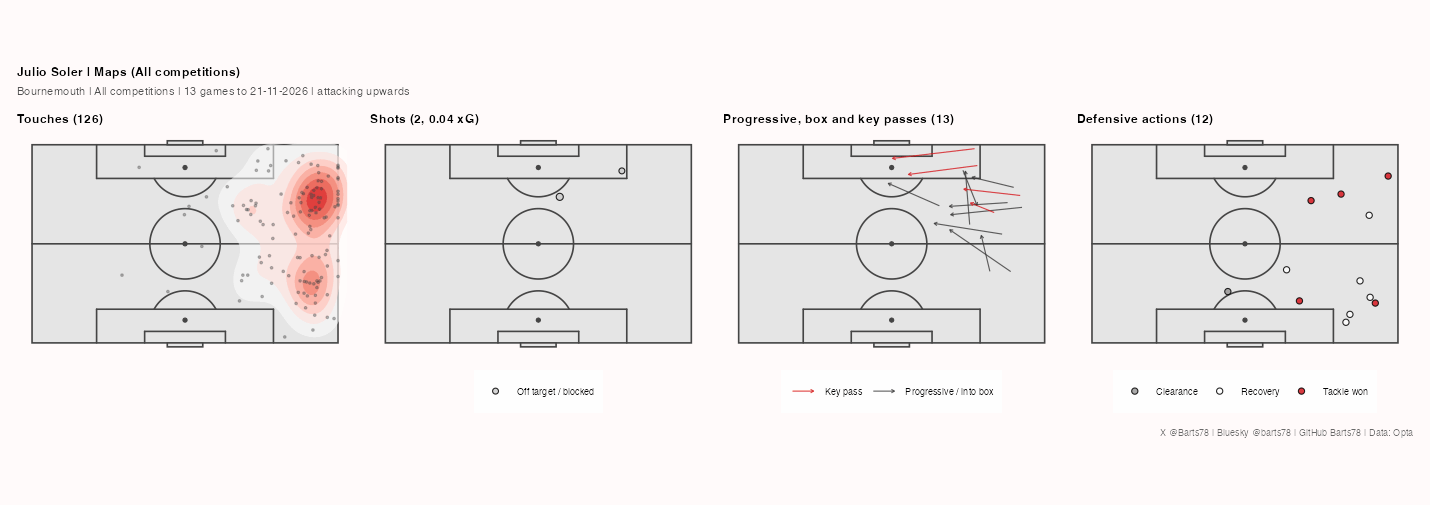 Julio Soler | Maps (All competitions)
Bournemouth | All competitions | 13 games to 21-11-2026 | attacking upwards
Touches (126)
Shots (2, 0.04 xG)
Progressive, box and key passes (13)
Defensive actions (12)
Off target / blocked
Key pass
Progressive / into box
Clearance
Recovery
Tackle won
X @Barts78 | Bluesky @barts78 | GitHub Barts78 | Data: Opta